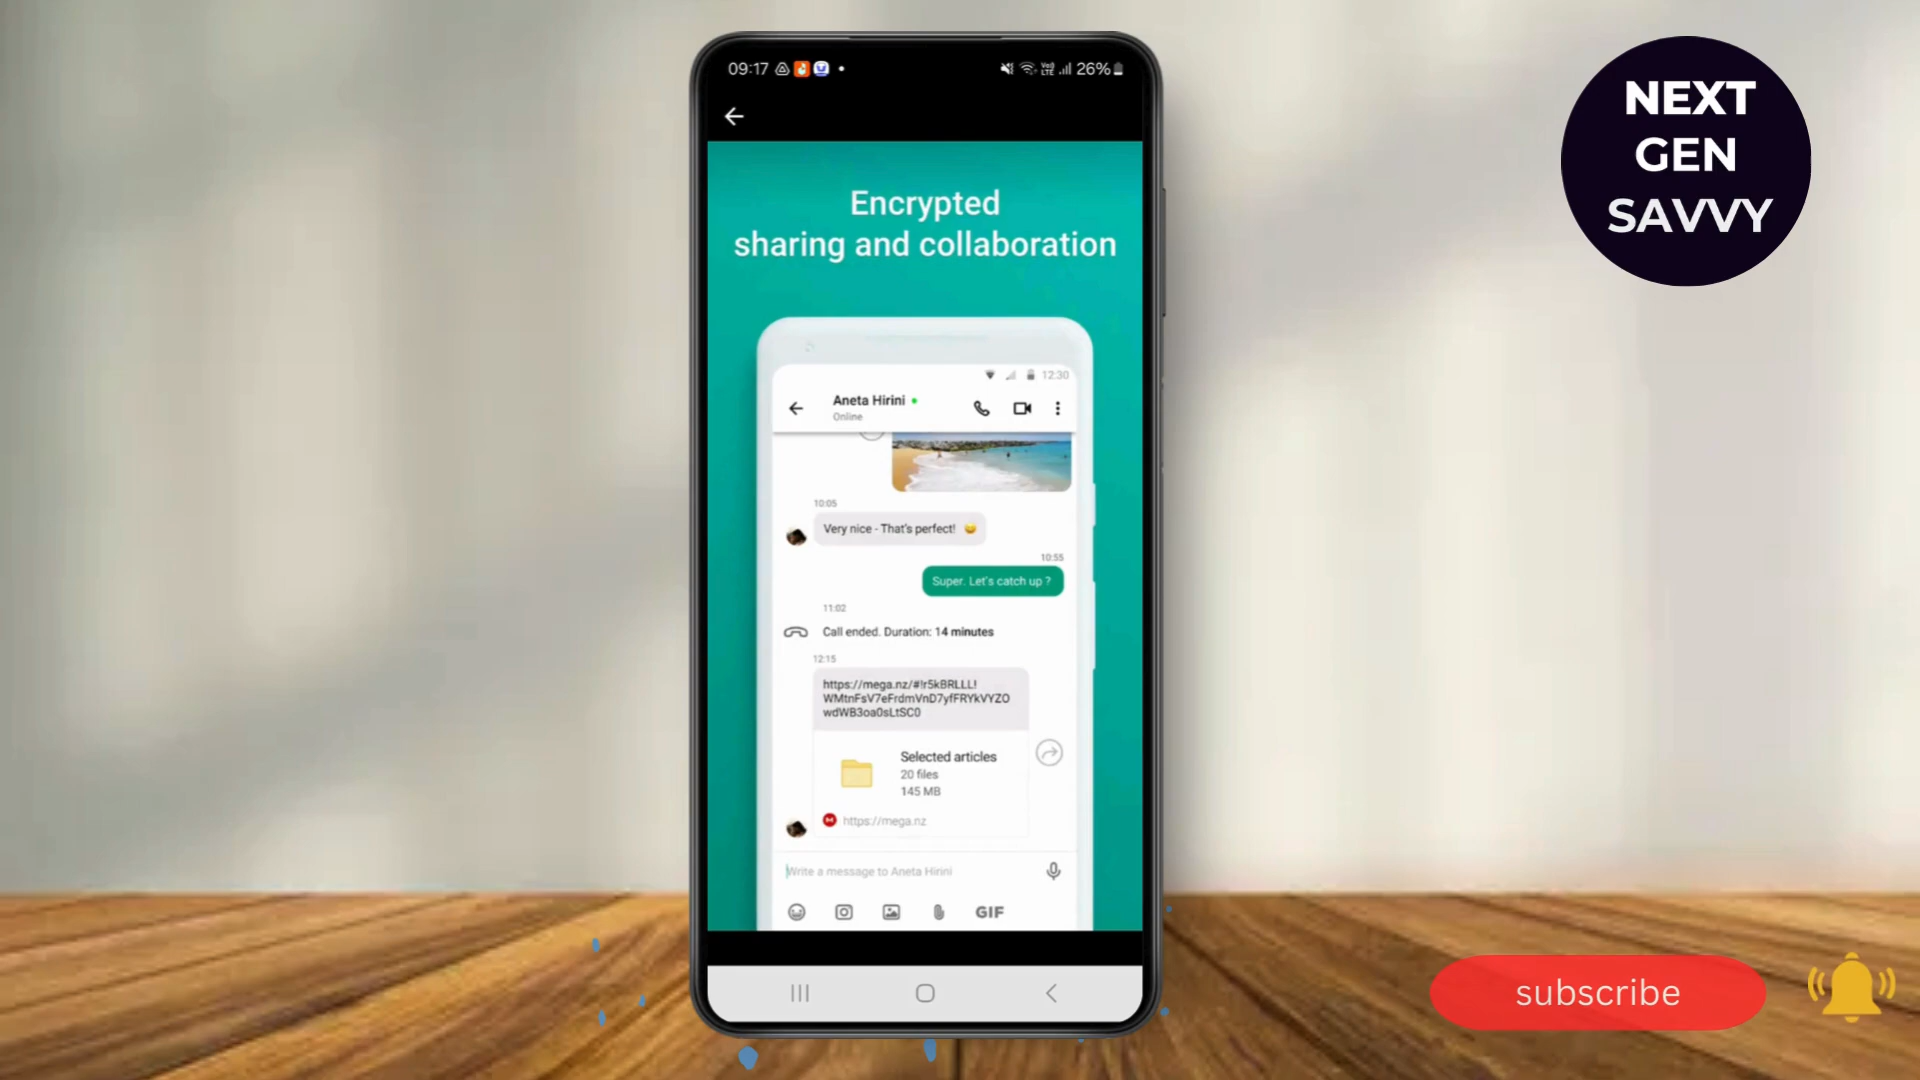 09:17
Vo))
LTE
26%
NEXT
GEN
SAVVY
Encrypted
sharing and collaboration
12:30
Aneta Hirini
Online
10:05
Very nice - That's perfect!
10:55
Super. Let's catch up ?
11:02
Call ended. Duration: 14 minutes
12:15
https://mega.nz/#!r5kBRLLL!
WMtnFsV7eFrdmVnD7yfFRYkVYZO
wdWB3oa0sLtSC0
Selected articles
20 files
145 MB
M
https://mega.nz
Write a message to Aneta Hirini
GIF
subscribe